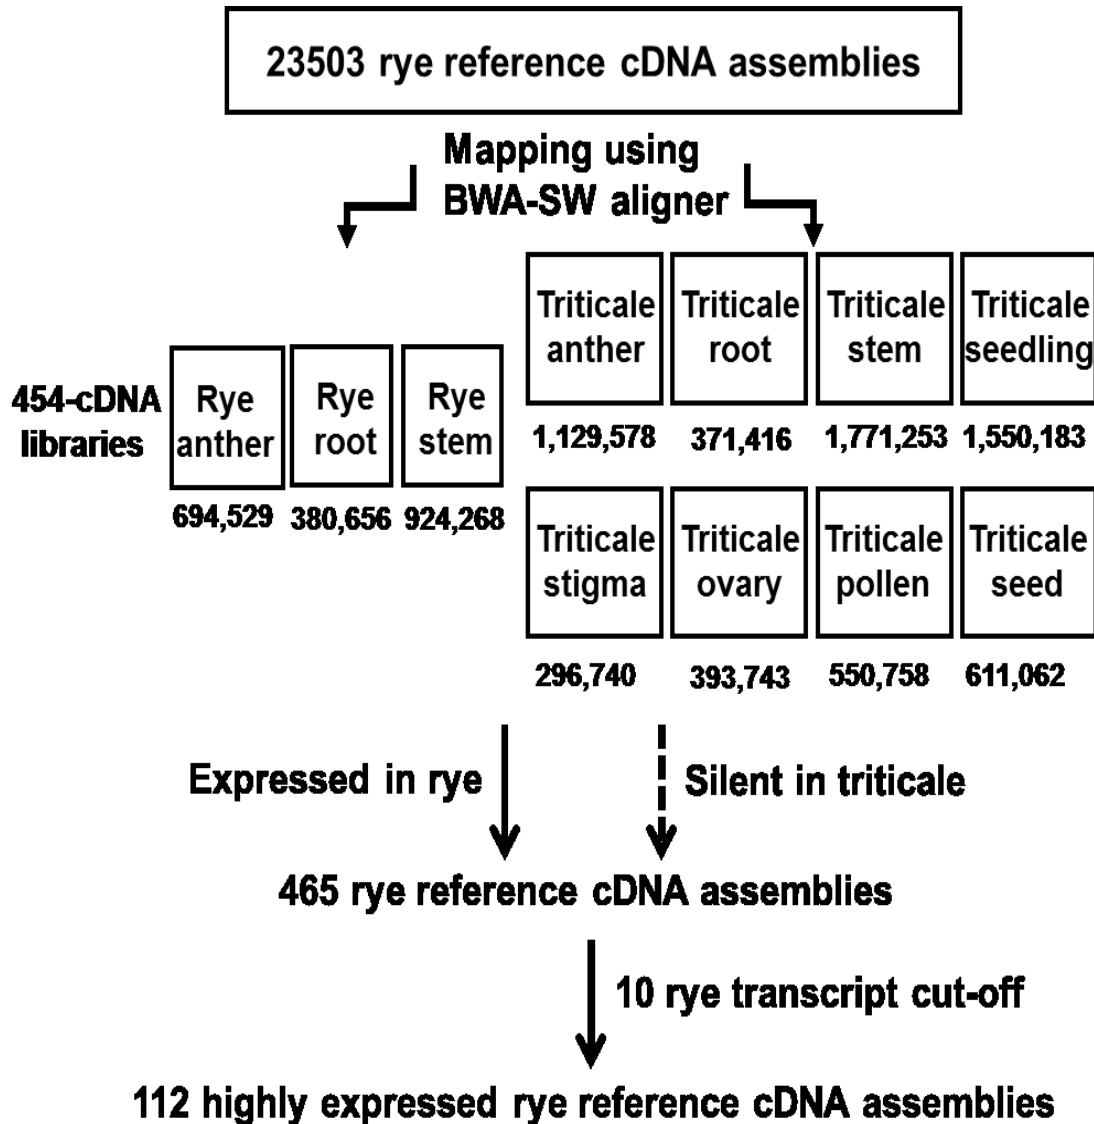 23503 rye reference cDNA assemblies
Mapping using
BWA-SW aligner
454-cDNA
libraries
Rye
anther
694,529
Rye
root
380,656
Rye
stem
924,268
Triticale
anther
1,129,578
Triticale
root
371,416
Triticale
stem
1,771,253
Triticale
seedling
1,550,183
Triticale
stigma
296,740
Triticale
ovary
393,743
Triticale
pollen
550,758
Triticale
seed
611,062
Expressed in rye
Silent in triticale
465 rye reference cDNA assemblies
10 rye transcript cut-off
112 highly expressed rye reference cDNA assemblies